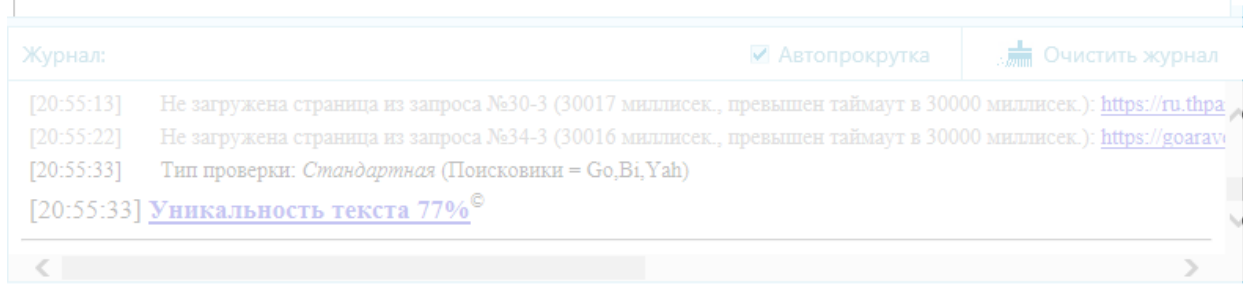 Журнал:
Автопрокрутка
Очистить журнал
[20:55:13] Не загружена страница из запроса №30-3 (30017 миллисек., превышен таймаут в 30000 миллисек.): https://ru.thpa
[20:55:22] Не загружена страница из запроса №34-3 (30016 миллисек., превышен таймаут в 30000 миллисек.): https://goarav
[20:55:33] Тип проверки: Стандартная (Поисковики = Go,Bi,Yah)
[20:55:33] Уникальность текста 77%©